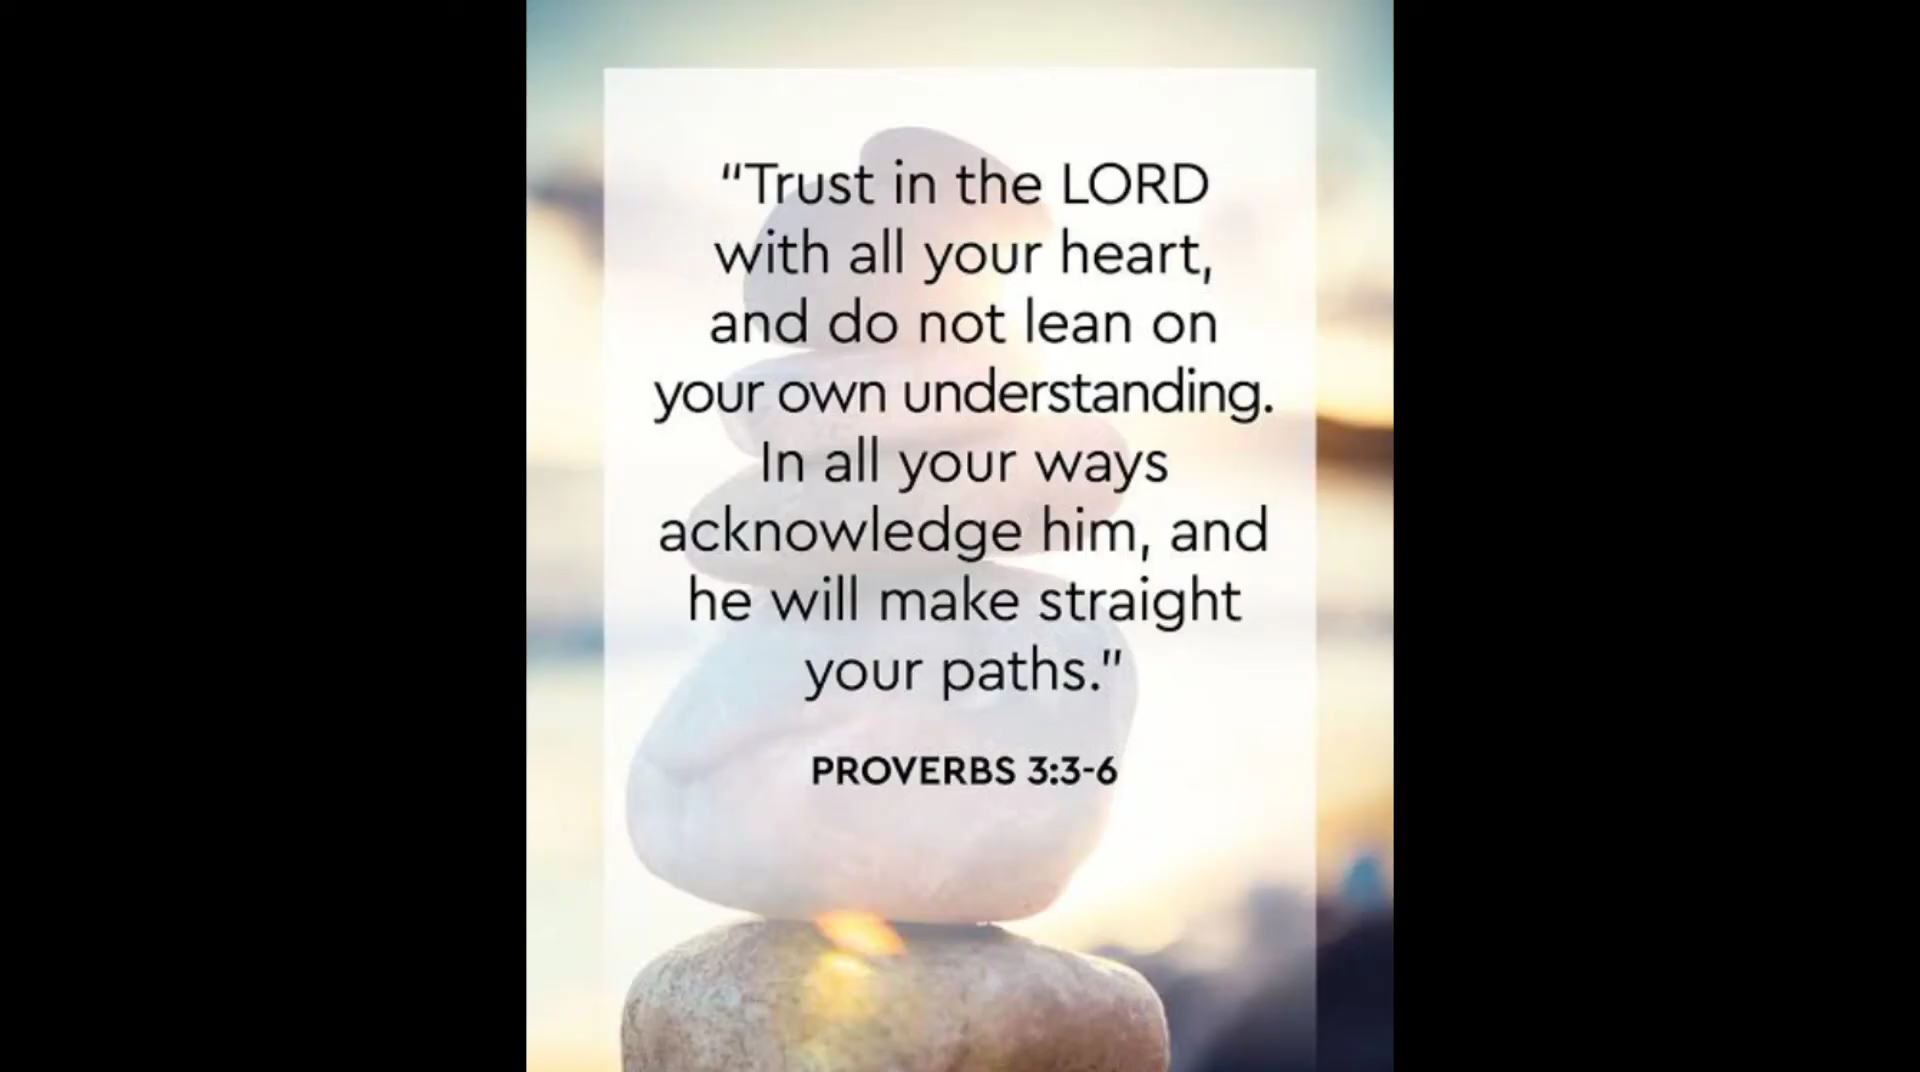 “Trust in the LORD
with all your heart,
and do not lean on
your own understanding.
In all your ways
acknowledge him, and
he will make straight
your paths.”
PROVERBS 3:3-6